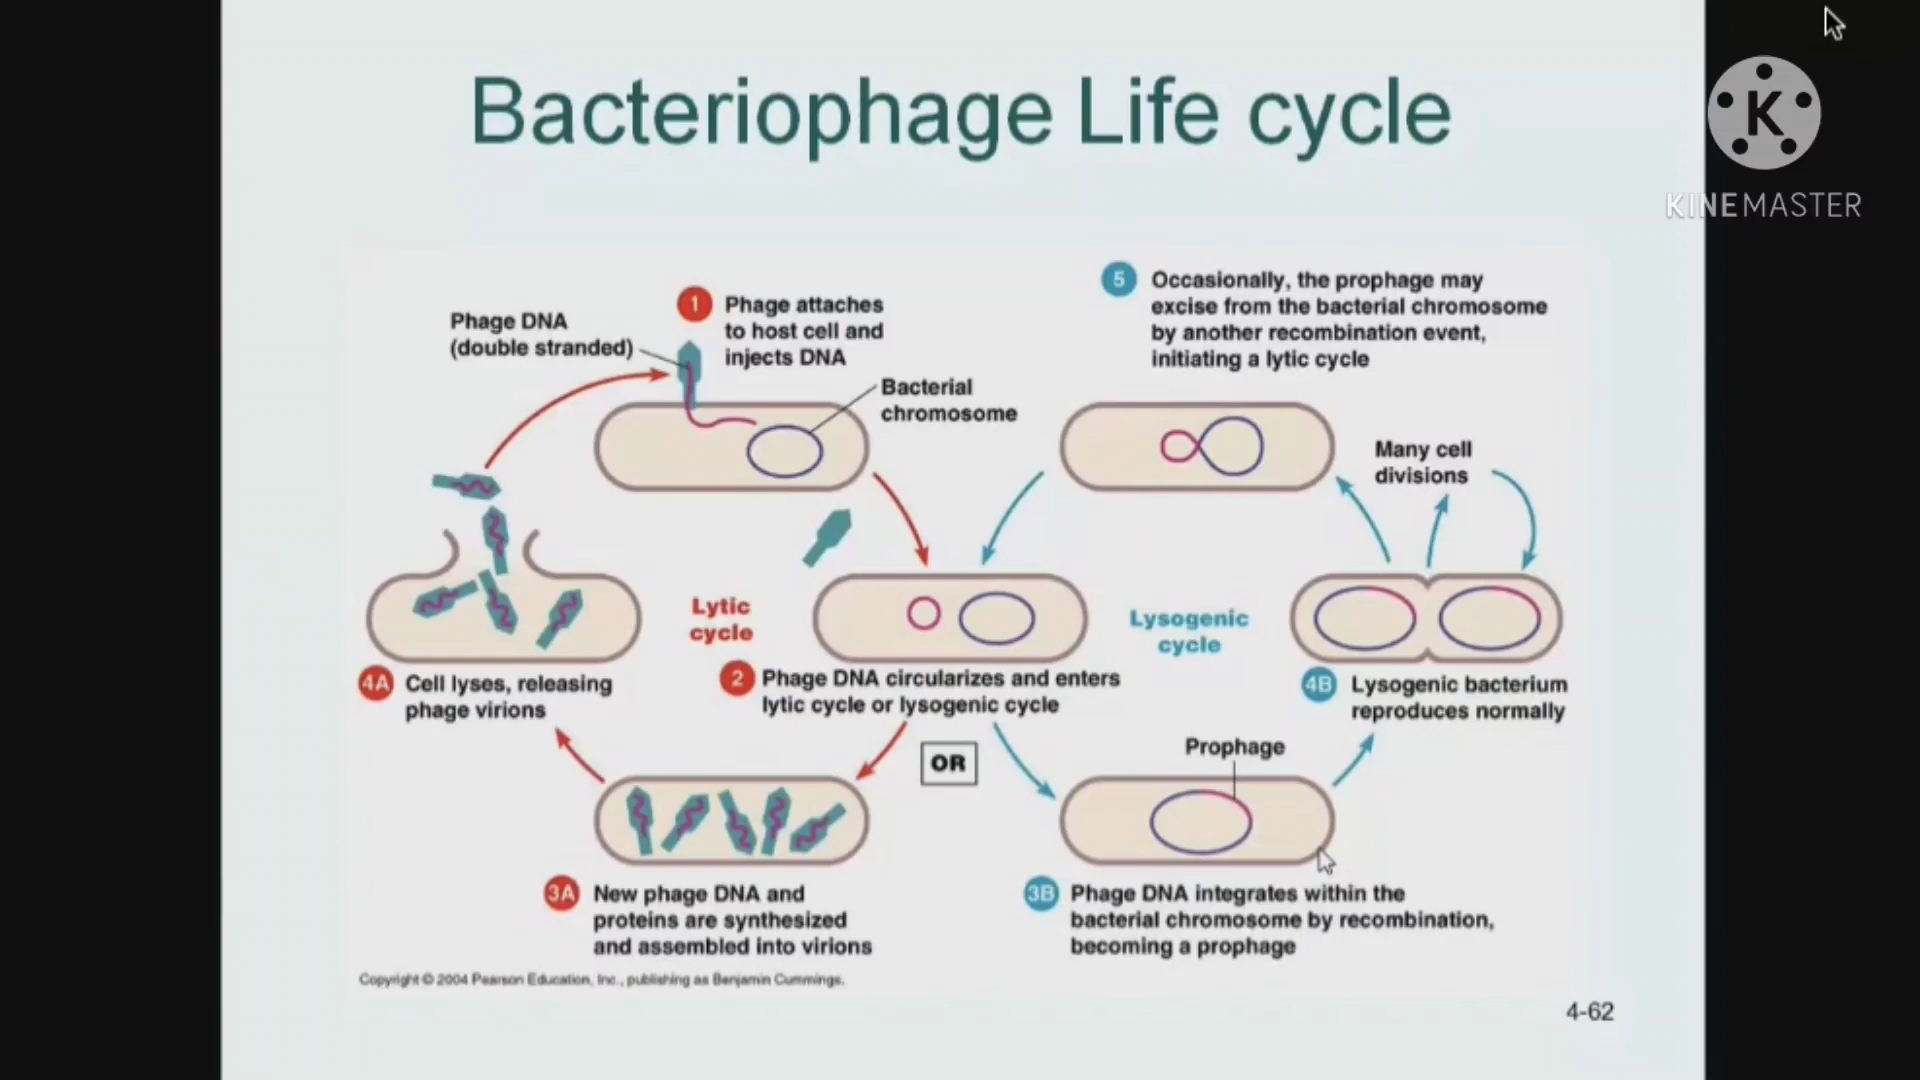 Bacteriophage Life cycle
K
KINEMASTER
1
Phage attaches
to host cell and
injects DNA
Phage DNA
(double stranded)
Bacterial
chromosome
5
Occasionally, the prophage may
excise from the bacterial chromosome
by another recombination event,
initiating a lytic cycle
Many cell
divisions
Lytic
cycle
Lysogenic
cycle
4A
Cell lyses, releasing
phage virions
2
Phage DNA circularizes and enters
lytic cycle or lysogenic cycle
4B
Lysogenic bacterium
reproduces normally
OR
Prophage
3A
New phage DNA and
proteins are synthesized
and assembled into virions
3B
Phage DNA integrates within the
bacterial chromosome by recombination,
becoming a prophage
Copyright © 2004 Pearson Education, Inc., publishing as Benjamin Cummings.
4-62